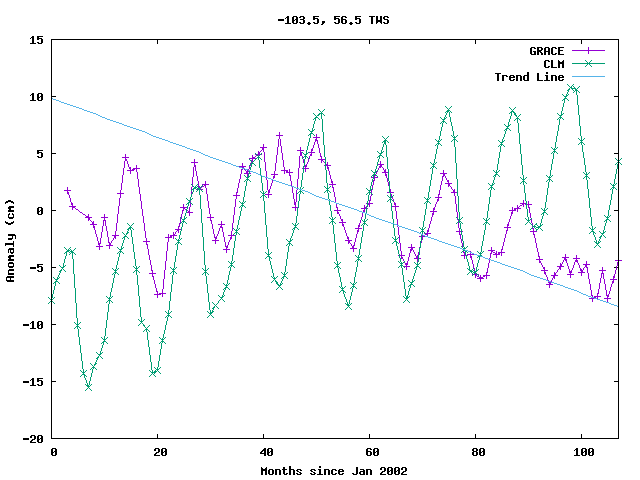 -103.5, 56.5 TWS
GRACE
CLM
Trend Line
15
10
5
0
-5
-10
-15
-20
Anomaly (cm)
0 20 40 60 80 100
Months since Jan 2002